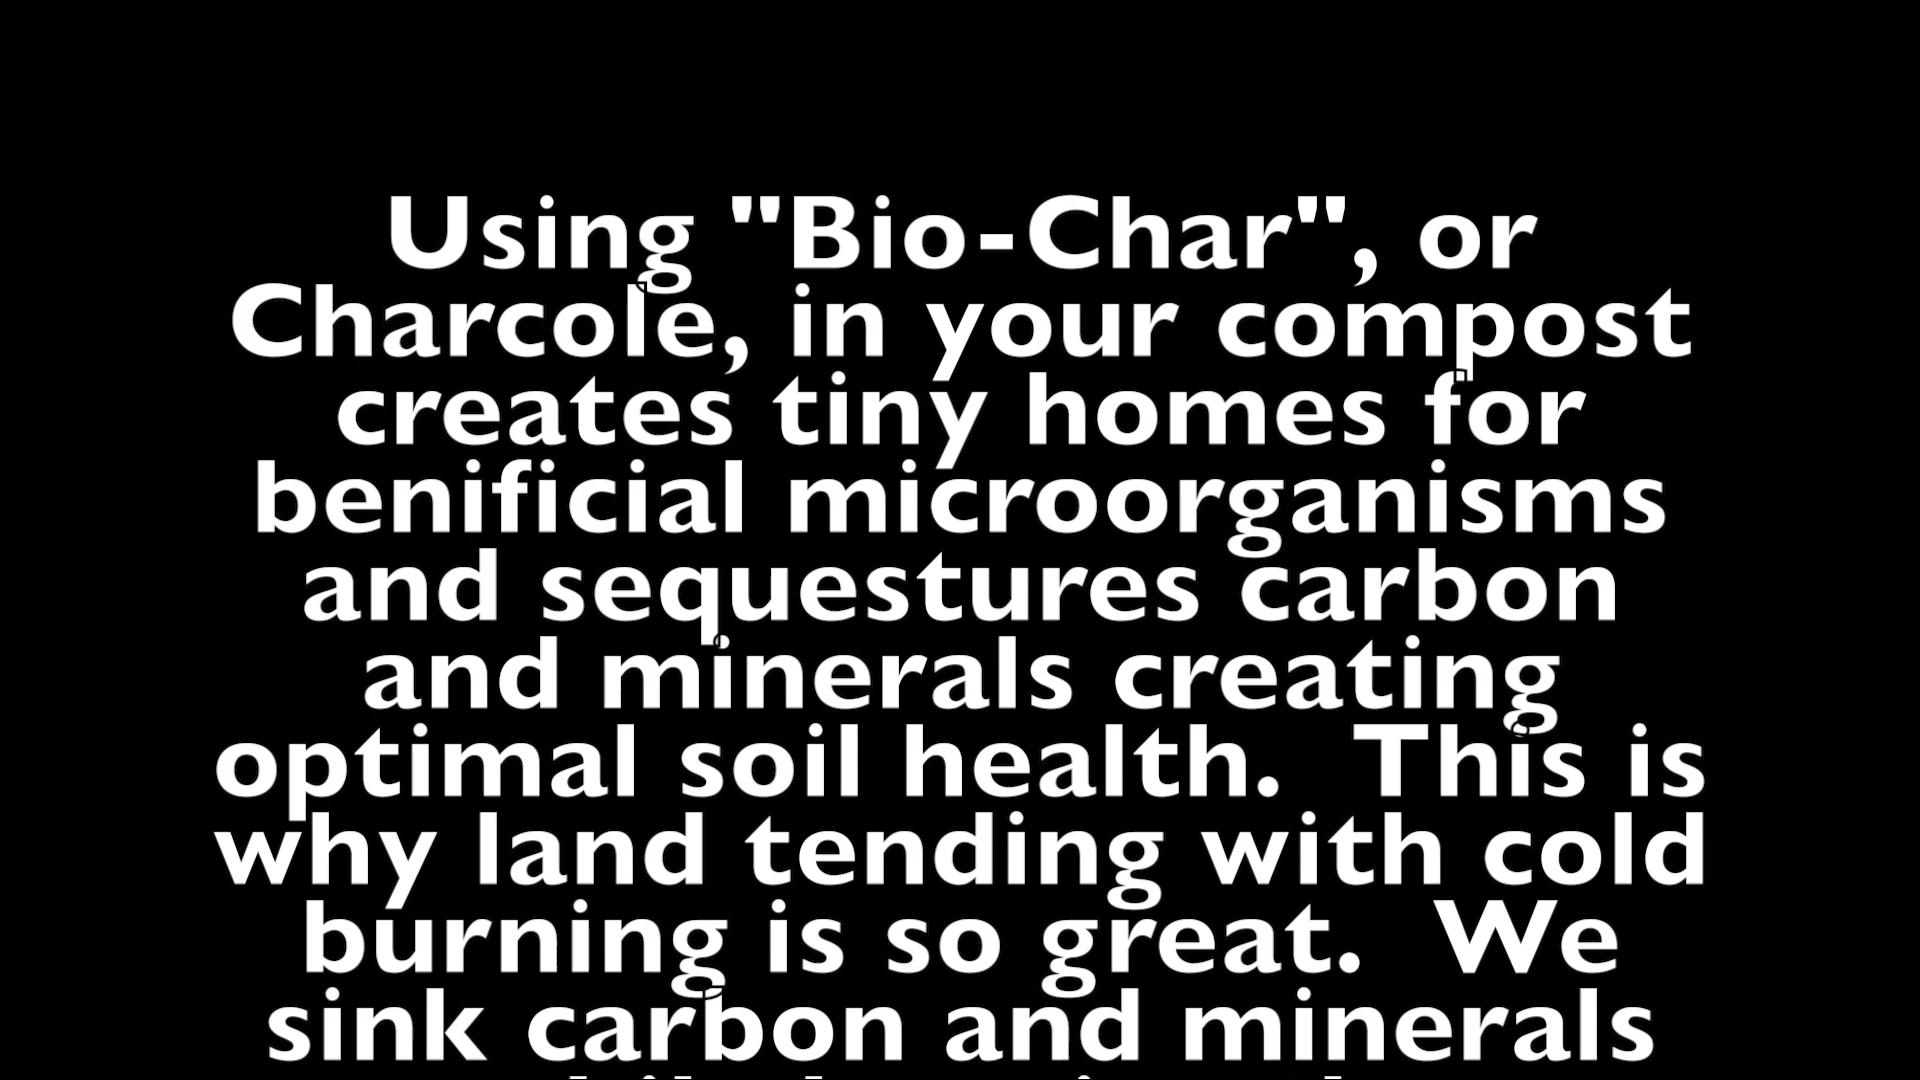 Using "Bio-Char", or
Charcole, in your compost
creates tiny homes for
benificial microorganisms
and sequestures carbon
and minerals creating
optimal soil health.  This is
why land tending with cold
burning is so great.  We
sink carbon and minerals